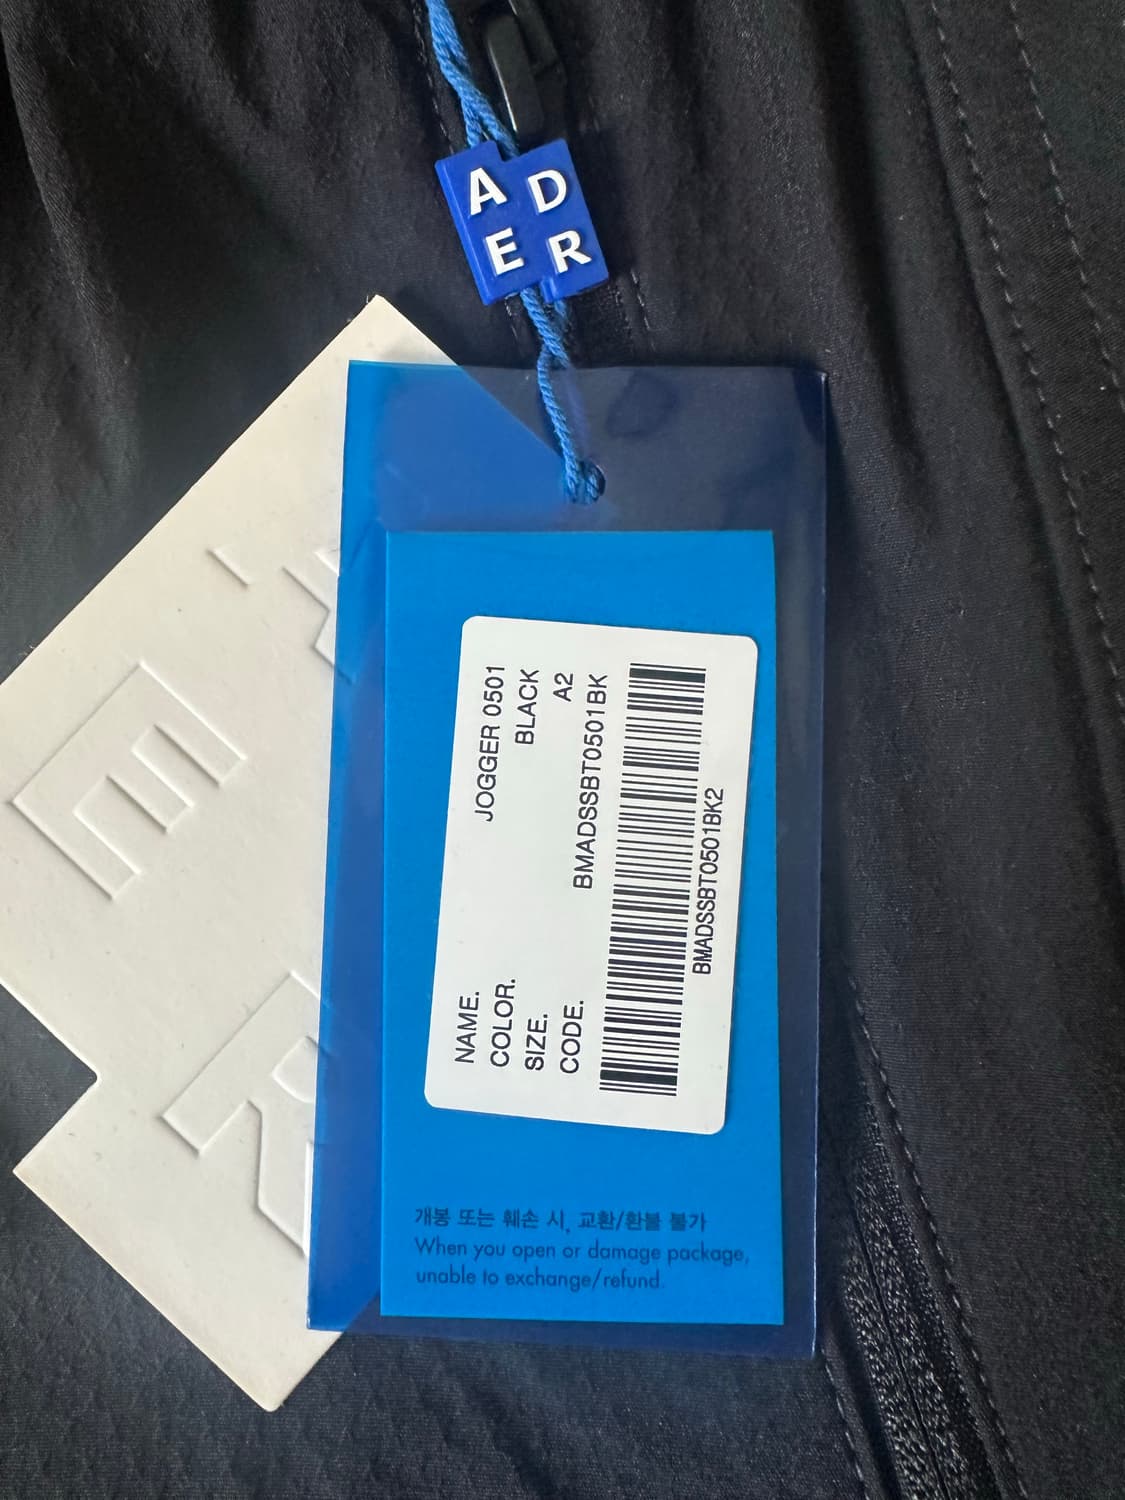 A D
E R
E
R
NAME. JOGGER 0501
COLOR. BLACK
SIZE. A2
CODE. BMADSSBT0501BK
BMADSSBT0501BK2
개봉 또는 훼손 시, 교환/환불 불가
When you open or damage package,
unable to exchange/refund.